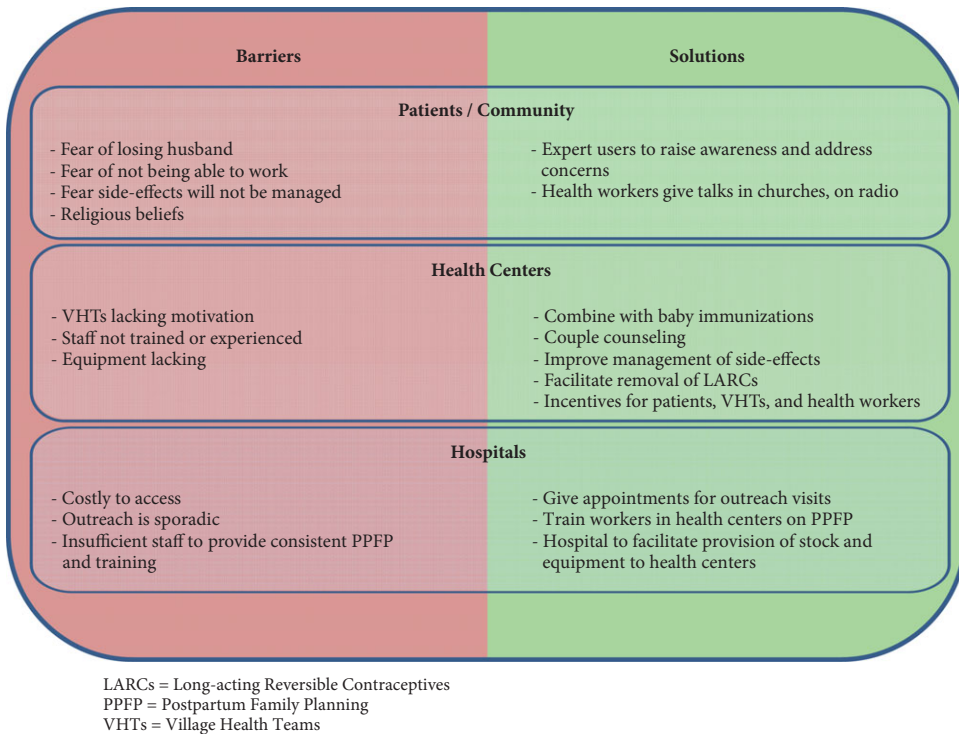 Barriers
Solutions
Patients / Community
- Fear of losing husband
- Fear of not being able to work
- Fear side-effects will not be managed
- Religious beliefs
- Expert users to raise awareness and address
concerns
- Health workers give talks in churches, on radio
Health Centers
- VHTs lacking motivation
- Staff not trained or experienced
- Equipment lacking
- Combine with baby immunizations
- Couple counseling
- Improve management of side-effects
- Facilitate removal of LARCs
- Incentives for patients, VHTs, and health workers
Hospitals
- Costly to access
- Outreach is sporadic
- Insufficient staff to provide consistent PPFP
and training
- Give appointments for outreach visits
- Train workers in health centers on PPFP
- Hospital to facilitate provision of stock and
equipment to health centers
LARCs = Long-acting Reversible Contraceptives
PPFP = Postpartum Family Planning
VHTs = Village Health Teams